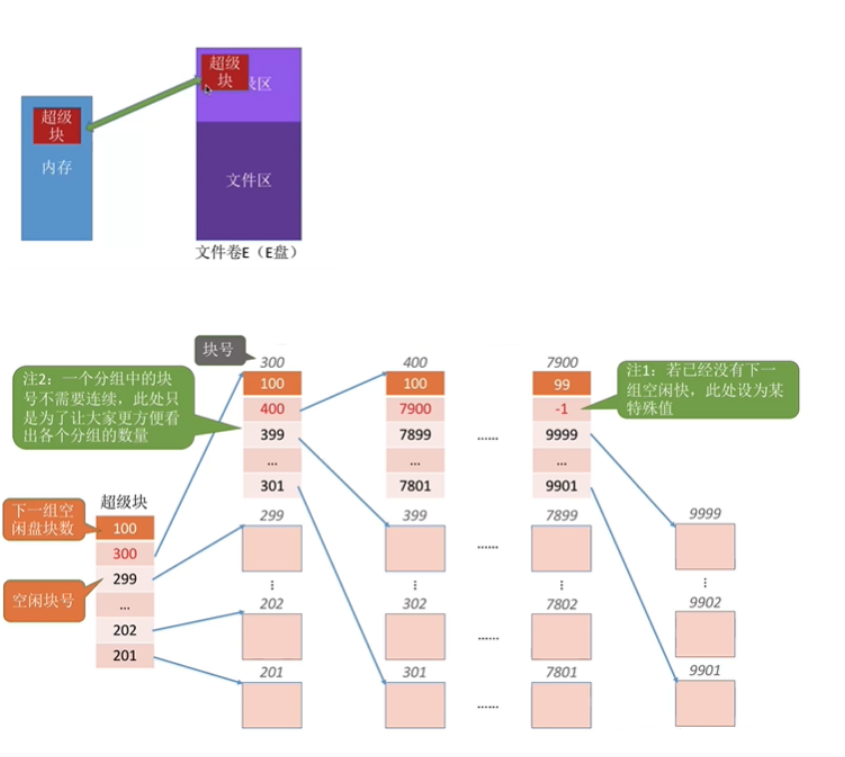 超级
块
录区
超级
块
内存
文件区
文件卷E（E盘）
块号
300
400
7900
注2：一个分组中的块
号不需要连续，此处只
是为了让大家更方便看
出各个分组的数量
100
400
399
...
301
100
7900
7899
...
7801
99
-1
9999
...
9901
注1：若已经没有下一
组空闲快，此处设为某
特殊值
......
超级块
下一组空
闲盘块数
空闲块号
100
300
299
...
202
201
299
399
7899
9999
......
202
302
7802
9902
......
201
301
7801
9901
......